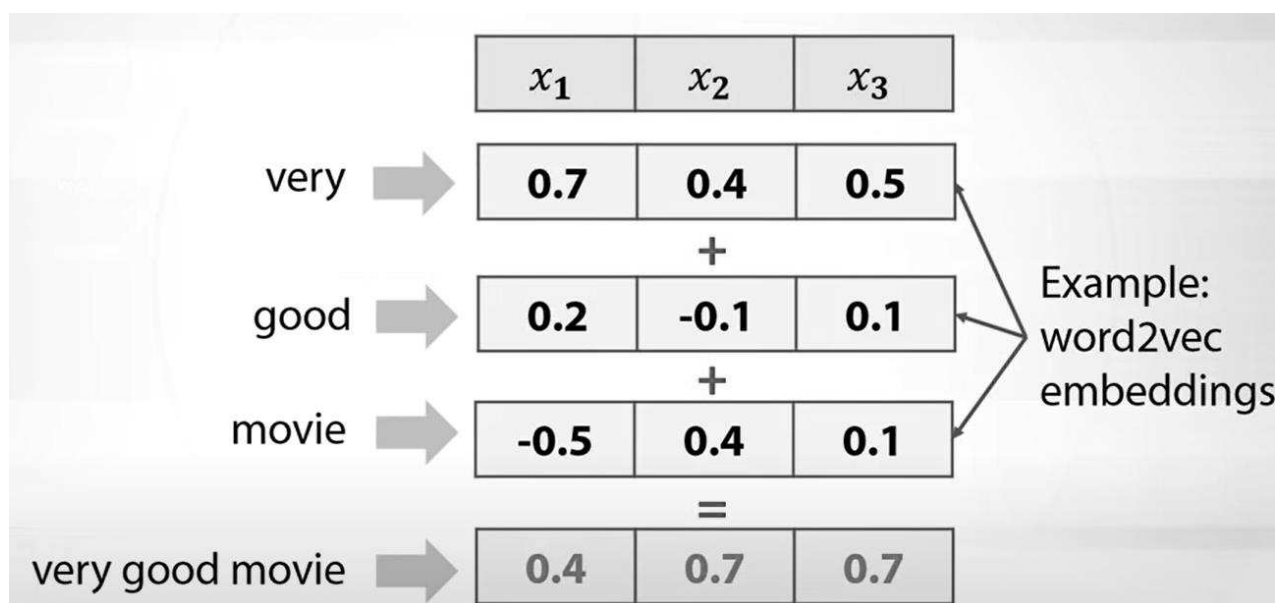 x₁ x₂ x₃
very 0.7 0.4 0.5
+
good 0.2 -0.1 0.1
+
movie -0.5 0.4 0.1
=
very good movie 0.4 0.7 0.7
Example:
word2vec
embeddings